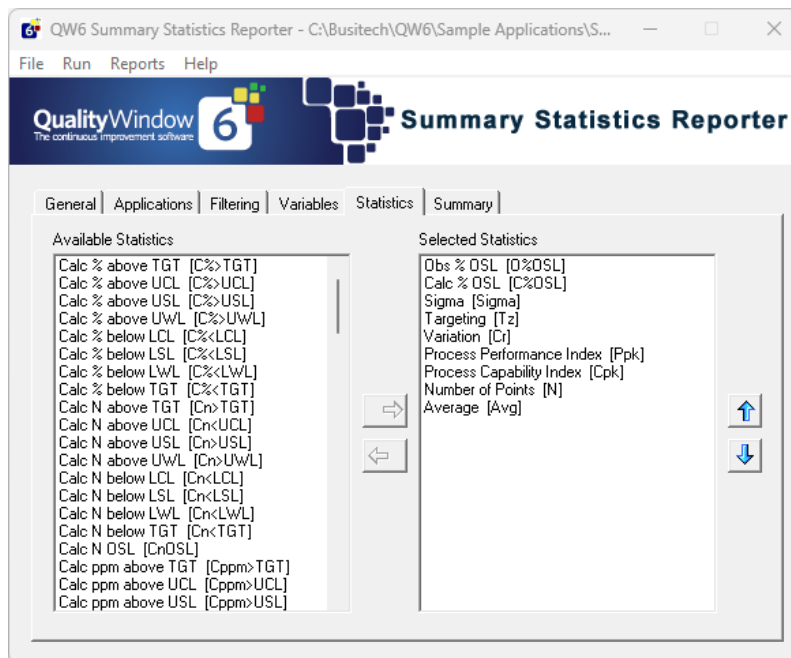 QW6 Summary Statistics Reporter - C:\Busitech\QW6\Sample Applications\S...
File Run Reports Help
QualityWindow 6
The continuous improvement software
Summary Statistics Reporter
General Applications Filtering Variables Statistics Summary
Available Statistics
Calc % above TGT [C%>TGT]
Calc % above UCL [C%>UCL]
Calc % above USL [C%>USL]
Calc % above UWL [C%>UWL]
Calc % below LCL [C%<LCL]
Calc % below LSL [C%<LSL]
Calc % below LWL [C%<LWL]
Calc % below TGT [C%<TGT]
Calc N above TGT [Cn>TGT]
Calc N above UCL [Cn<UCL]
Calc N above USL [Cn>USL]
Calc N above UWL [Cn>UWL]
Calc N below LCL [Cn<LCL]
Calc N below LSL [Cn<LSL]
Calc N below LWL [Cn<LWL]
Calc N below TGT [Cn<TGT]
Calc N OSL [CnOSL]
Calc ppm above TGT [Cppm>TGT]
Calc ppm above UCL [Cppm>UCL]
Calc ppm above USL [Cppm>USL]
Selected Statistics
Obs % OSL [O%OSL]
Calc % OSL [C%OSL]
Sigma [Sigma]
Targeting [Tz]
Variation [Cr]
Process Performance Index [Ppk]
Process Capability Index [Cpk]
Number of Points [N]
Average [Avg]